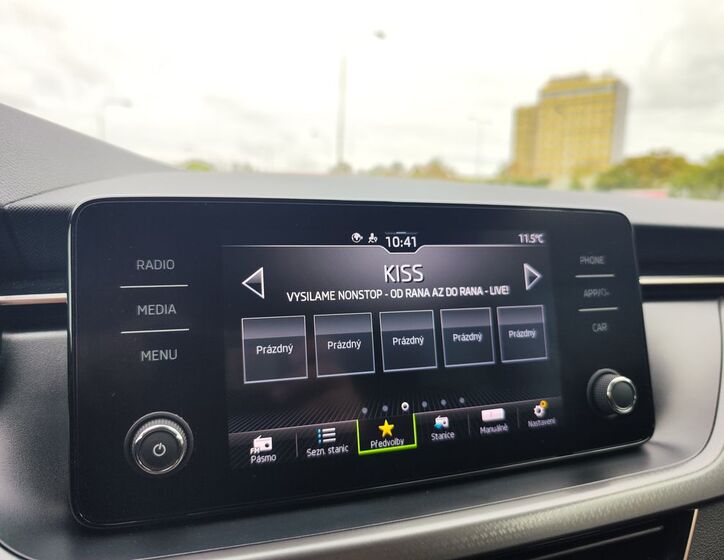 RADIO
MEDIA
MENU
10:41
11.5°C
KISS
VYSILAME NONSTOP - OD RANA AZ DO RANA - LIVE!
Prázdný
Prázdný
Prázdný
Prázdný
Prázdný
FM
Pásmo
Sezn. stanic
Předvolby
Stanice
Manuálně
Nastavení
PHONE
APP/
CAR